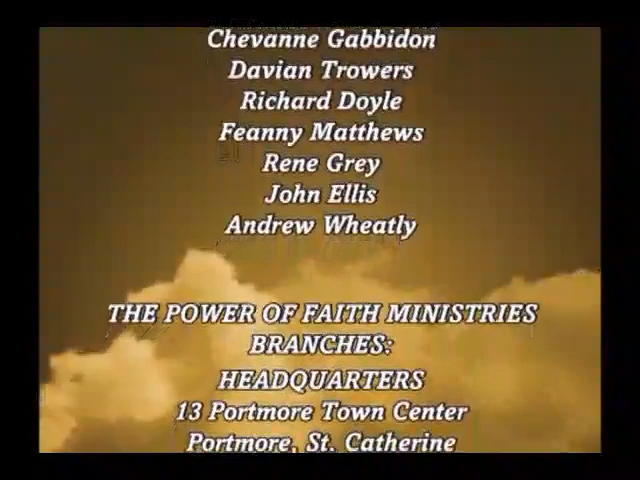 Chevanne Gabbidon
Davian Trowers
Richard Doyle
Feanny Matthews
Rene Grey
John Ellis
Andrew Wheatly
THE POWER OF FAITH MINISTRIES
BRANCHES:
HEADQUARTERS
13 Portmore Town Center
Portmore, St. Catherine